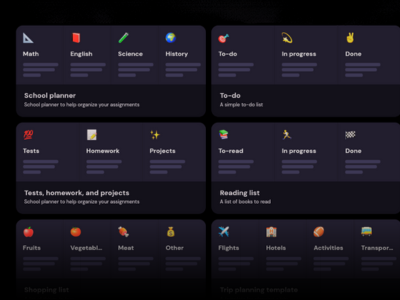 Math English Science History
School planner
School planner to help organize your assignments
To-do In progress Done
To-do
A simple to-do list
Tests Homework Projects
Tests, homework, and projects
School planner to help organize your assignments
To-read In progress Done
Reading list
A list of books to read
Fruits Vegetabl... Meat Other
Shopping list
Flights Hotels Activities Transpor...
Trip planning template